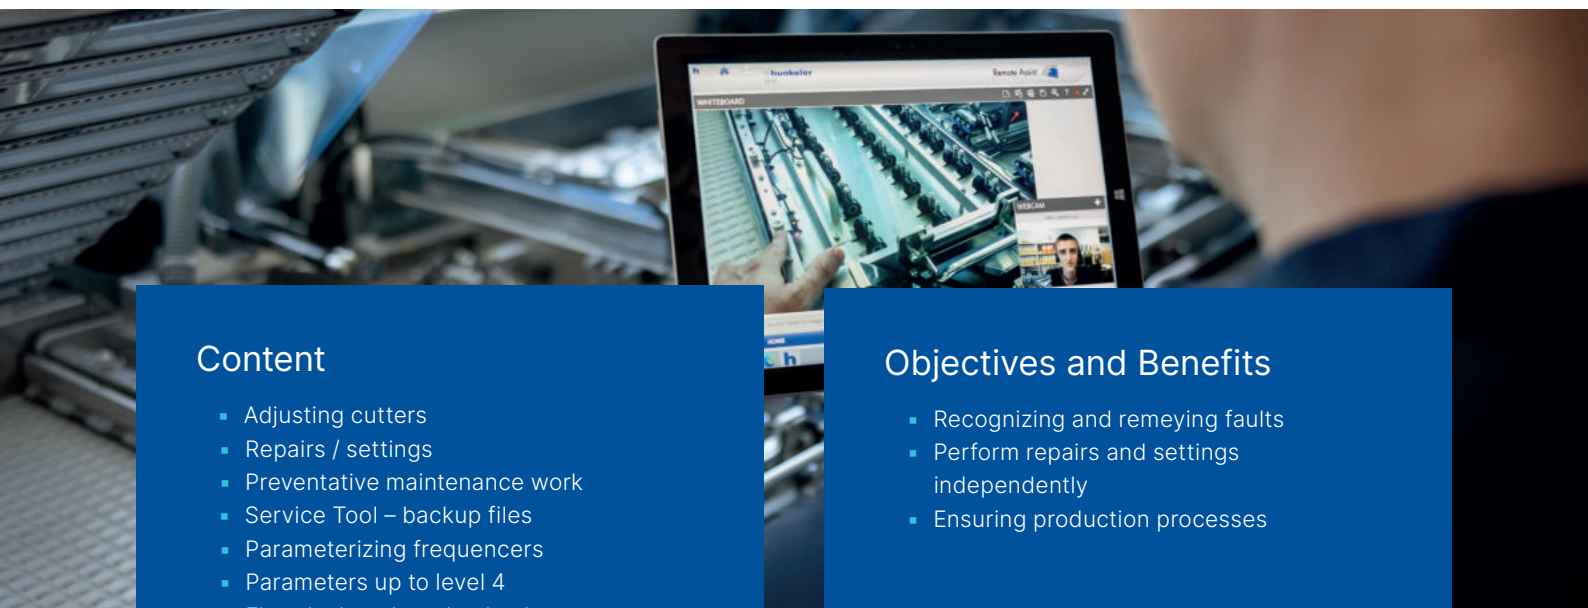 hunkeler
Remote Assist
WHITEBOARD
WEBCAM
HOME
h
Content
Adjusting cutters
Repairs / settings
Preventative maintenance work
Service Tool – backup files
Parameterizing frequencers
Parameters up to level 4
Objectives and Benefits
Recognizing and remeying faults
Perform repairs and settings
independently
Ensuring production processes